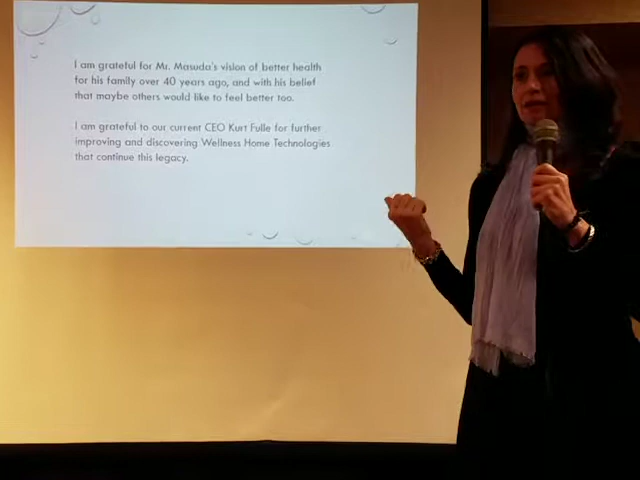 I am grateful for Mr. Masuda's vision of better health
for his family over 40 years ago, and with his belief
that maybe others would like to feel better too.
I am grateful to our current CEO Kurt Fulle for further
improving and discovering Wellness Home Technologies
that continue this legacy.